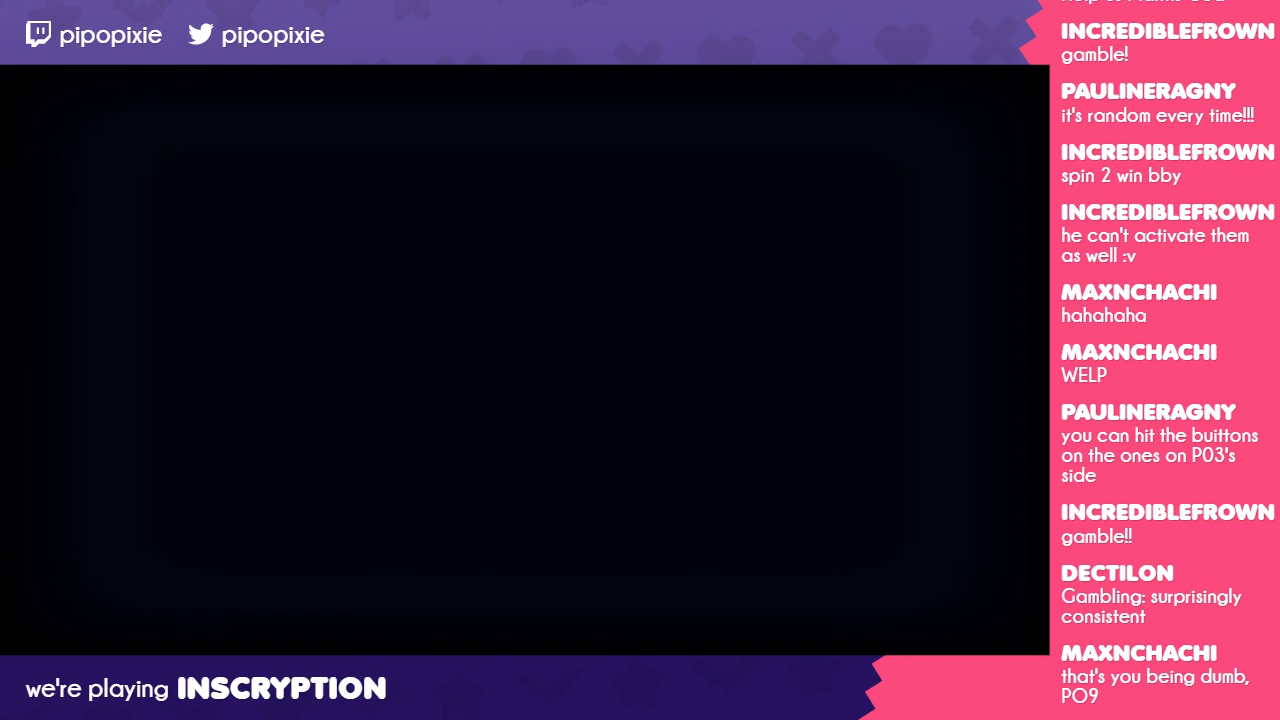 pipopixie pipopixie
INCREDIBLEFROWN
gamble!
PAULINERAGNY
it's random every time!!!
INCREDIBLEFROWN
spin 2 win bby
INCREDIBLEFROWN
he can't activate them
as well :v
MAXNCHACHI
hahahaha
MAXNCHACHI
WELP
PAULINERAGNY
you can hit the buittons
on the ones on P03's
side
INCREDIBLEFROWN
gamble!!
DECTILON
Gambling: surprisingly
consistent
MAXNCHACHI
that's you being dumb,
PO9
we're playing INSCRYPTION